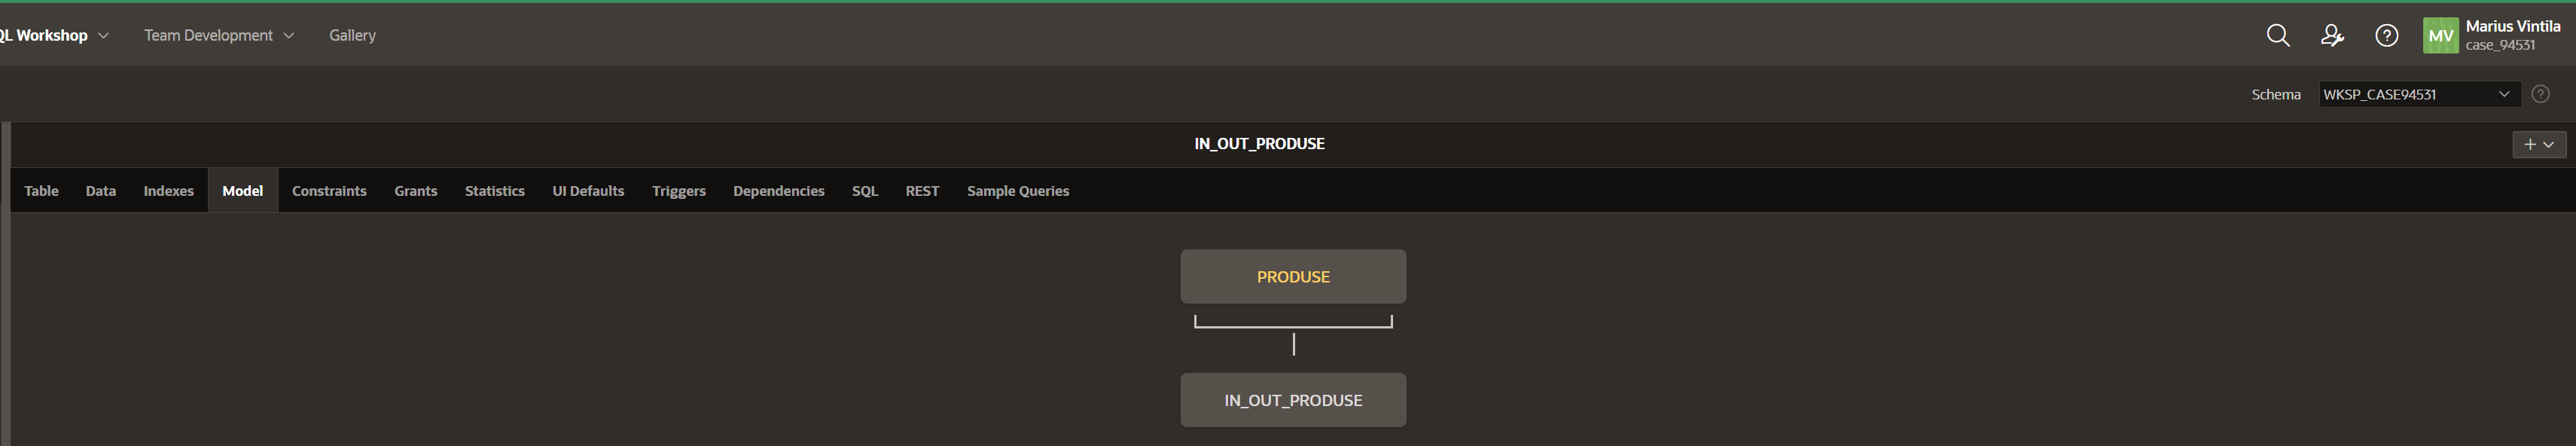 QL Workshop Team Development Gallery MV Marius Vintila
case_94531
Schema WKSP_CASE94531
IN_OUT_PRODUSE
Table Data Indexes Model Constraints Grants Statistics UI Defaults Triggers Dependencies SQL REST Sample Queries
PRODUSE
IN_OUT_PRODUSE